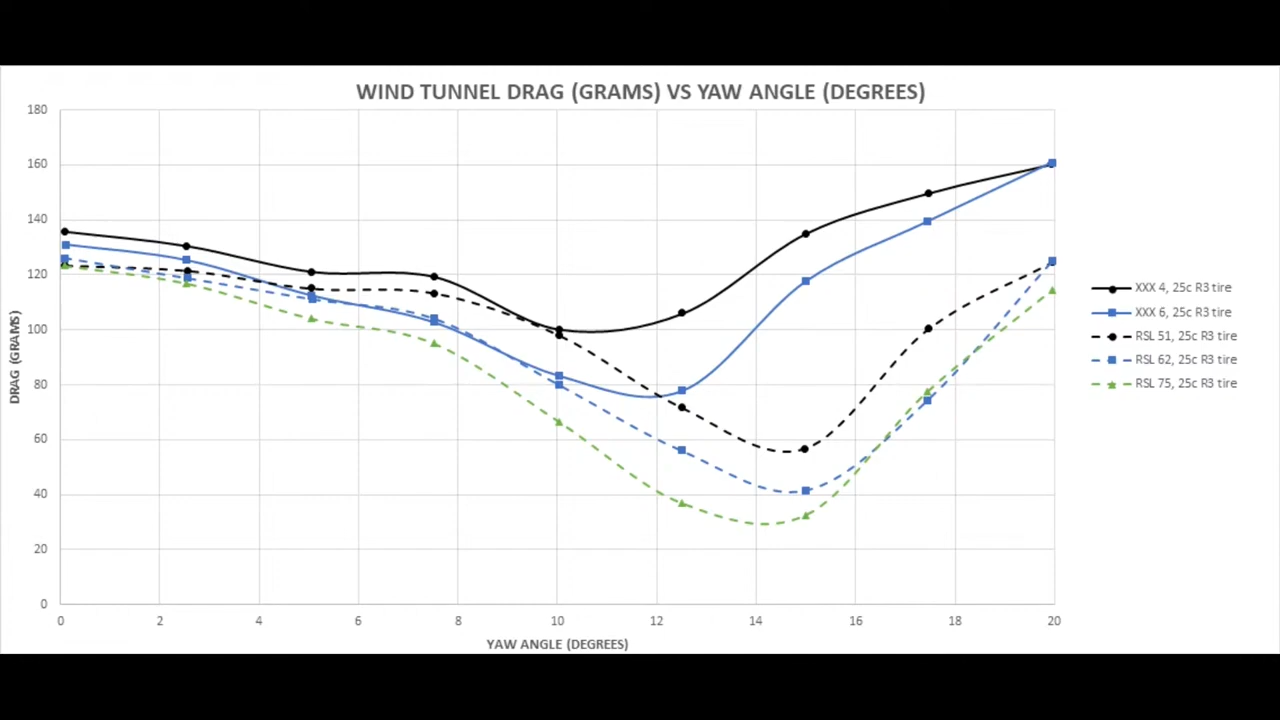 WIND TUNNEL DRAG (GRAMS) VS YAW ANGLE (DEGREES)
180
160
140
120
100
80
60
40
20
0
DRAG (GRAMS)
0 2 4 6 8 10 12 14 16 18 20
YAW ANGLE (DEGREES)
XXX 4, 25c R3 tire
XXX 6, 25c R3 tire
RSL 51, 25c R3 tire
RSL 62, 25c R3 tire
RSL 75, 25c R3 tire